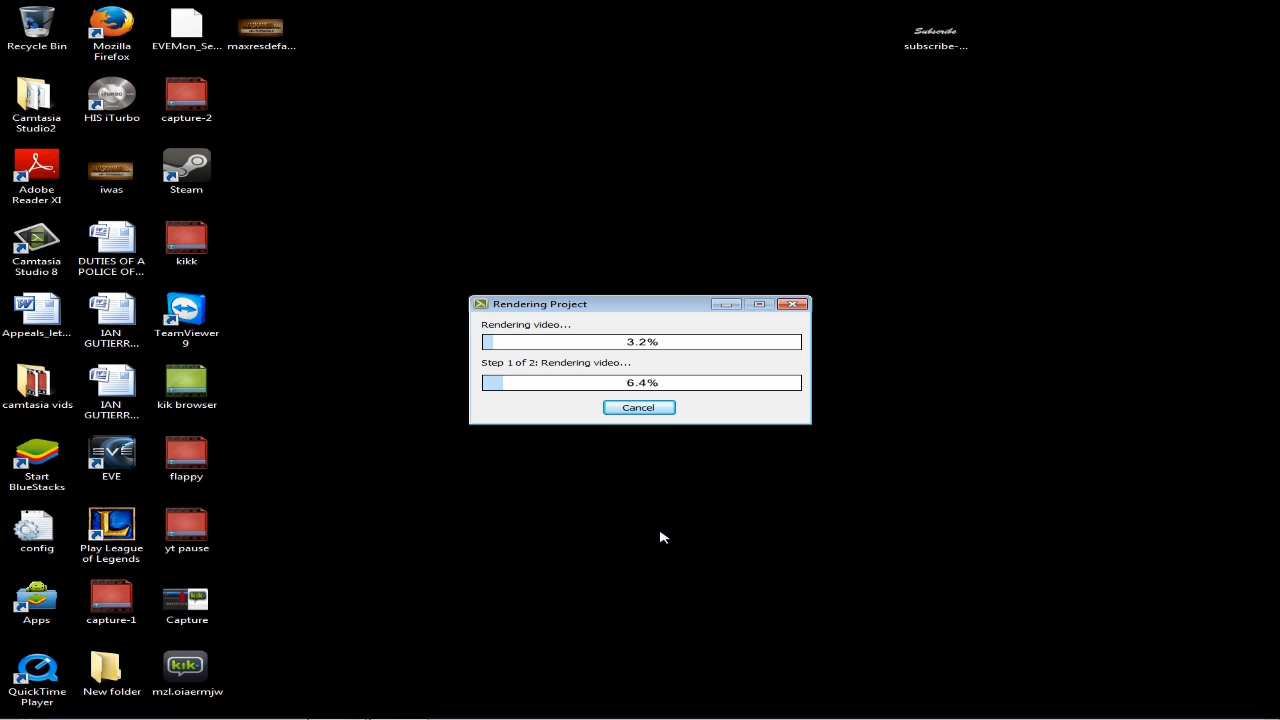 Recycle Bin
Mozilla
Firefox
EVEMon_Se...
maxresdefa...
Subscribe
subscribe-...
Camtasia
Studio2
HIS iTurbo
capture-2
Adobe
Reader XI
iwas
Steam
Camtasia
Studio 8
DUTIES OF A
POLICE OF...
kikk
Appeals_let...
IAN
GUTIERR...
TeamViewer
9
camtasia vids
IAN
GUTIERR...
kik browser
Start
BlueStacks
EVE
flappy
config
Play League
of Legends
yt pause
Apps
capture-1
Capture
QuickTime
Player
New folder
kik
mzl.oiaermjw
Rendering Project
Rendering video...
3.2%
Step 1 of 2: Rendering video...
6.4%
Cancel